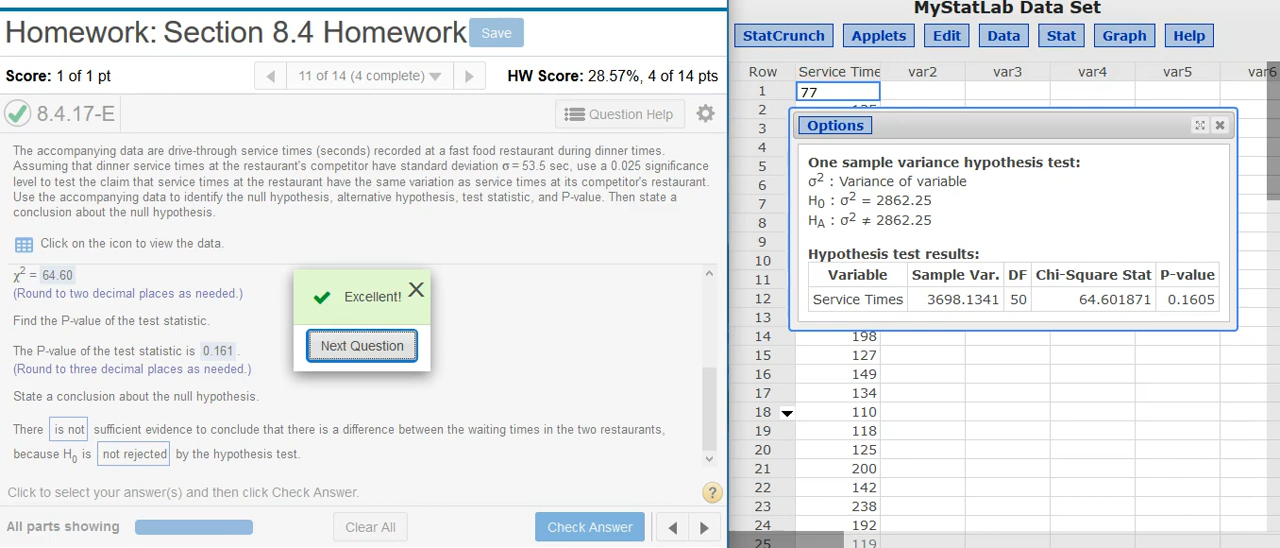 Homework: Section 8.4 Homework
Save
Score: 1 of 1 pt
11 of 14 (4 complete)
HW Score: 28.57%, 4 of 14 pts
8.4.17-E
Question Help
The accompanying data are drive-through service times (seconds) recorded at a fast food restaurant during dinner times.
Assuming that dinner service times at the restaurant's competitor have standard deviation σ = 53.5 sec, use a 0.025 significance
level to test the claim that service times at the restaurant have the same variation as service times at its competitor's restaurant.
Use the accompanying data to identify the null hypothesis, alternative hypothesis, test statistic, and P-value. Then state a
conclusion about the null hypothesis.
Click on the icon to view the data.
χ² = 64.60
(Round to two decimal places as needed.)
Find the P-value of the test statistic.
The P-value of the test statistic is 0.161.
(Round to three decimal places as needed.)
State a conclusion about the null hypothesis.
There is not sufficient evidence to conclude that there is a difference between the waiting times in the two restaurants,
because H₀ is not rejected by the hypothesis test.
Excellent!
Next Question
Click to select your answer(s) and then click Check Answer.
?
All parts showing
Clear All
Check Answer
MyStatLab Data Set
StatCrunch Applets Edit Data Stat Graph Help
Row Service Time var2 var3 var4 var5 var6
1 77
2
3
4
5
6
7
8
9
10
11
12
13
14 198
15 127
16 149
17 134
18 110
19 118
20 125
21 200
22 142
23 238
24 192
25 119
Options
One sample variance hypothesis test:
σ² : Variance of variable
H₀ : σ² = 2862.25
Hᴀ : σ² ≠ 2862.25
Hypothesis test results:
Variable Sample Var. DF Chi-Square Stat P-value
Service Times 3698.1341 50 64.601871 0.1605